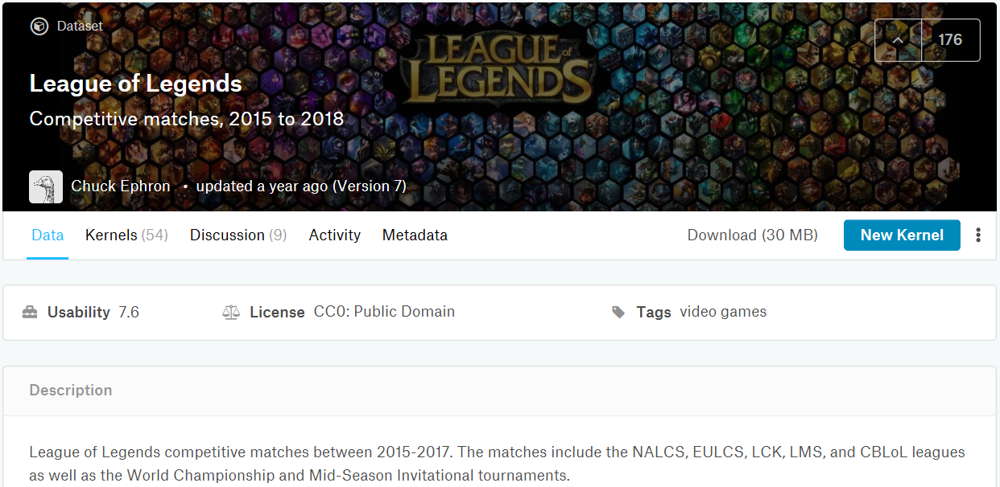 Dataset
LEAGUE of
LEGENDS
176
League of Legends
Competitive matches, 2015 to 2018
Chuck Ephron • updated a year ago (Version 7)
Data Kernels (54) Discussion (9) Activity Metadata Download (30 MB) New Kernel
Usability 7.6 License CC0: Public Domain Tags video games
Description
League of Legends competitive matches between 2015-2017. The matches include the NALCS, EULCS, LCK, LMS, and CBLoL leagues
as well as the World Championship and Mid-Season Invitational tournaments.